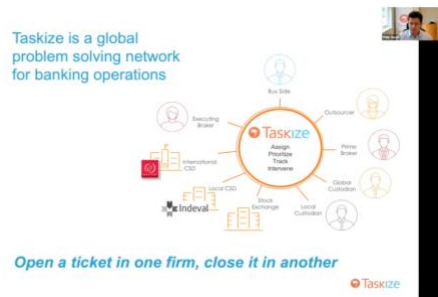 Taskize is a global
problem solving network
for banking operations
Buy Side
Executing
Broker
Outsourcer
International
CSD
TasKize
Assign
Prioritize
Track
Intervene
Prime
Broker
Local CSD
Global
Custodian
Indeval
Stock
Exchange
Local
Custodian
Open a ticket in one firm, close it in another
TasKize